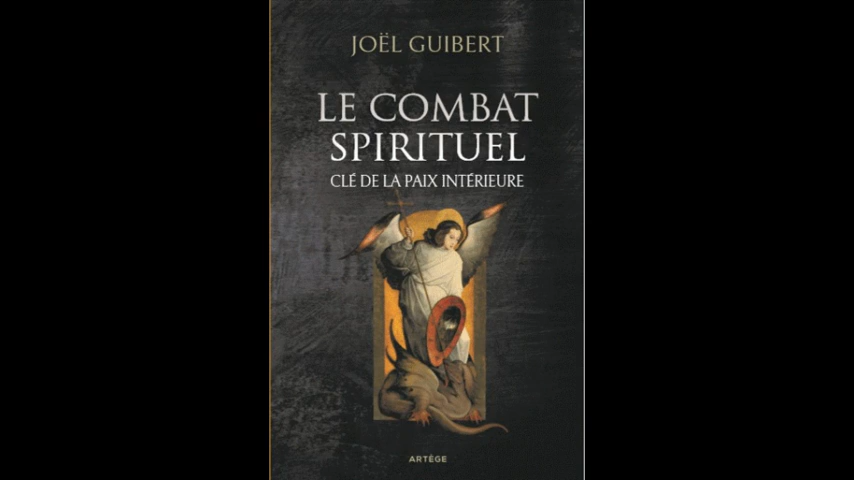 JOËL GUIBERT
LE COMBAT
SPIRITUEL
CLÉ DE LA PAIX INTÉRIEURE
ARTÈGE